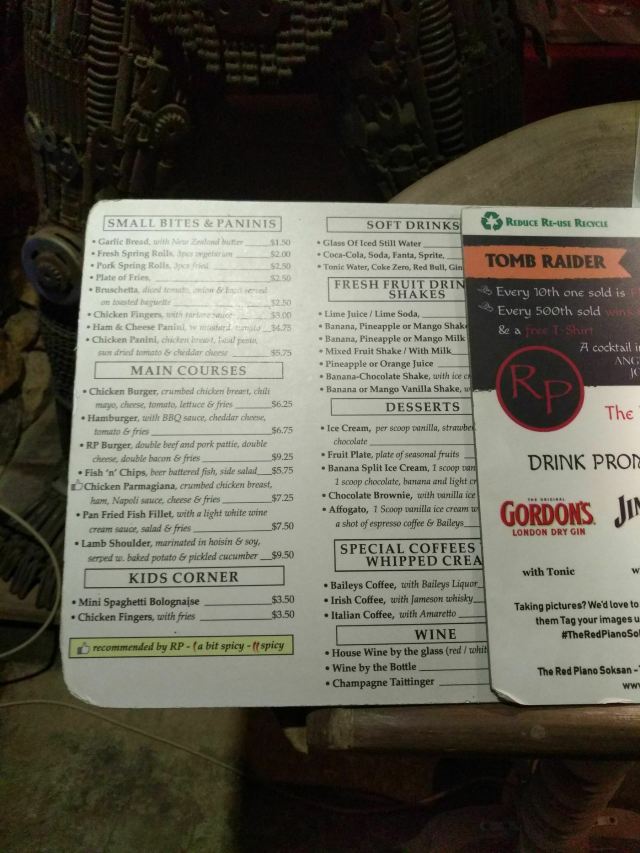 SMALL BITES & PANINIS
• Garlic Bread, with New Zealand butter $1.50
• Fresh Spring Rolls, 3pcs vegetarian $2.00
• Pork Spring Rolls, 3pcs fried $2.50
• Plate of Fries, $2.50
• Bruschetta, diced tomato, onion & basil served
on toasted baguette $2.50
• Chicken Fingers, with tartare sauce $3.00
• Ham & Cheese Panini, w mustard, tomato $4.75
• Chicken Panini, chicken breast, basil pesto,
sun dried tomato & cheddar cheese $5.75
MAIN COURSES
• Chicken Burger, crumbed chicken breast, chili
mayo, cheese, tomato, lettuce & fries $6.25
• Hamburger, with BBQ sauce, cheddar cheese,
tomato & fries $6.75
• RP Burger, double beef and pork pattie, double
cheese, double bacon & fries $9.25
• Fish 'n' Chips, beer battered fish, side salad $5.75
Chicken Parmagiana, crumbed chicken breast,
ham, Napoli sauce, cheese & fries $7.25
• Pan Fried Fish Fillet, with a light white wine
cream sauce, salad & fries $7.50
• Lamb Shoulder, marinated in hoisin & soy,
served w. baked potato & pickled cucumber $9.50
KIDS CORNER
• Mini Spaghetti Bolognaise $3.50
• Chicken Fingers, with fries $3.50
recommended by RP - a bit spicy - spicy
SOFT DRINKS
• Glass Of Iced Still Water
• Coca-Cola, Soda, Fanta, Sprite,
• Tonic Water, Coke Zero, Red Bull, Gin
FRESH FRUIT DRIN
SHAKES
• Lime Juice / Lime Soda,
• Banana, Pineapple or Mango Shake
• Banana, Pineapple or Mango Milk
• Mixed Fruit Shake / With Milk
• Pineapple or Orange Juice
• Banana-Chocolate Shake, with ice cr
• Banana or Mango Vanilla Shake, w
DESSERTS
• Ice Cream, per scoop vanilla, strawbe
chocolate
• Fruit Plate, plate of seasonal fruits
• Banana Split Ice Cream, 1 scoop van
1 scoop chocolate, banana and light cr
• Chocolate Brownie, with vanilla ice
• Affogato, 1 Scoop vanilla ice cream w
a shot of espresso coffee & Baileys
SPECIAL COFFEES
WHIPPED CREA
• Baileys Coffee, with Baileys Liquor
• Irish Coffee, with Jameson whisky
• Italian Coffee, with Amaretto
WINE
• House Wine by the glass (red / whit
• Wine by the Bottle
• Champagne Taittinger
REDUCE RE-USE RECYCLE
TOMB RAIDER
Every 10th one sold is F
Every 500th sold wins
& a free T-Shirt
A cocktail i
ANG
JO
RP
The
DRINK PROM
THE ORIGINAL
GORDON'S
LONDON DRY GIN
JIM
with Tonic
w
Taking pictures? We'd love to
them Tag your images u
#TheRedPianoSo
The Red Piano Soksan -
www